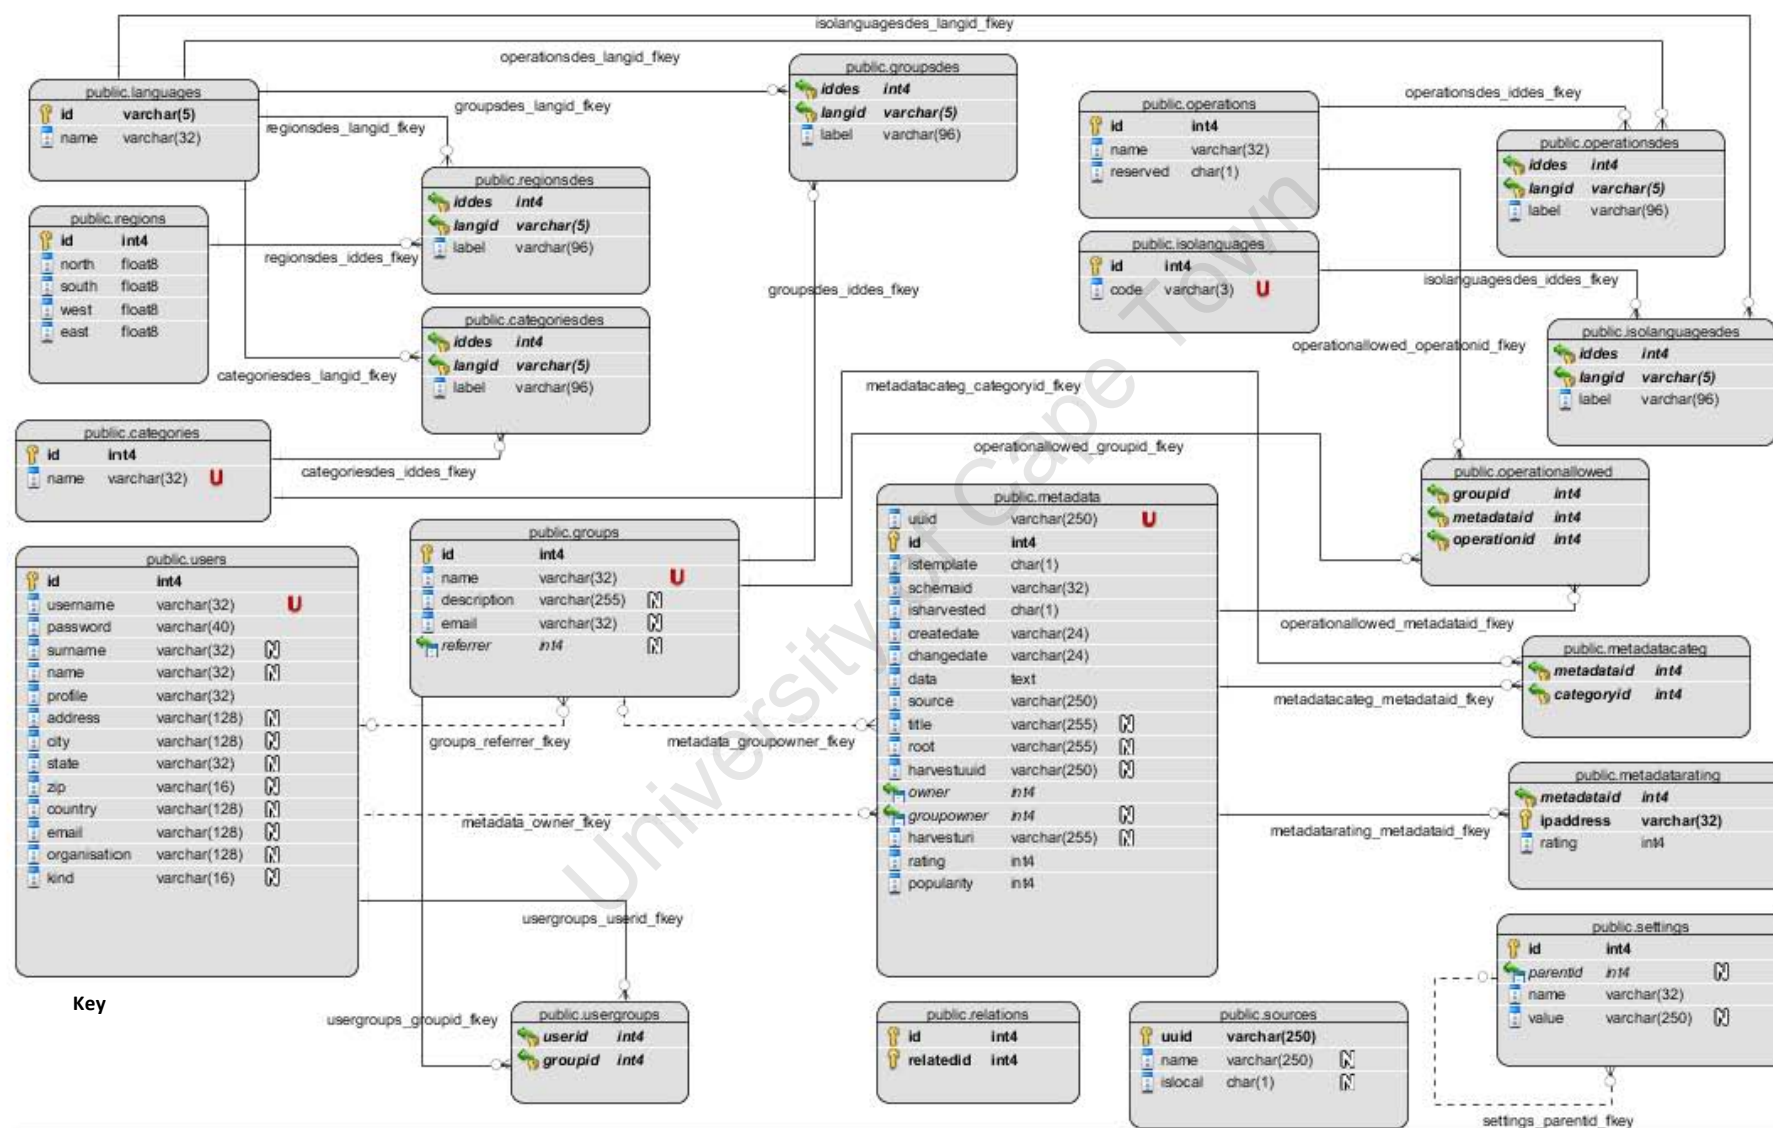 isolanguagesdes_langid_fkey
operationsdes_langid_fkey
public.languages
id varchar(5)
name varchar(32)
groupsdes_langid_fkey
regionsdes_langid_fkey
public.groupsdes
iddes int4
langid varchar(5)
label varchar(96)
public.operations
id int4
name varchar(32)
reserved char(1)
operationsdes_iddes_fkey
public.operationsdes
iddes int4
langid varchar(5)
label varchar(96)
public.regionsdes
iddes int4
langid varchar(5)
label varchar(96)
public.regions
id int4
north float8
south float8
west float8
east float8
regionsdes_iddes_fkey
groupsdes_iddes_fkey
public.isolanguages
id int4
code varchar(3) U
isolanguagesdes_iddes_fkey
public.isolanguagesdes
iddes int4
langid varchar(5)
label varchar(96)
public.categoriesdes
iddes int4
langid varchar(5)
label varchar(96)
categoriesdes_langid_fkey
operationallowed_operationid_fkey
metadatacateg_categoryid_fkey
public.categories
id int4
name varchar(32) U
categoriesdes_iddes_fkey
operationallowed_groupid_fkey
public.operationallowed
groupid int4
metadataid int4
operationid int4
public.users
id int4
username varchar(32) U
password varchar(40)
surname varchar(32) N
name varchar(32) N
profile varchar(32)
address varchar(128) N
city varchar(128) N
state varchar(32) N
zip varchar(16) N
country varchar(128) N
email varchar(128) N
organisation varchar(128) N
kind varchar(16) N
public.groups
id int4
name varchar(32) U
description varchar(255) N
email varchar(32) N
referrer int4 N
public.metadata
uuid varchar(250) U
id int4
istemplate char(1)
schemaid varchar(32)
isharvested char(1)
createdate varchar(24)
changedate varchar(24)
data text
source varchar(250)
title varchar(255) N
root varchar(255) N
harvestuuid varchar(250) N
owner int4
groupowner int4 N
harvesturi varchar(255) N
rating int4
popularity int4
operationallowed_metadataid_fkey
public.metadatacateg
metadataid int4
categoryid int4
metadatacateg_metadataid_fkey
groups_referrer_fkey
metadata_groupowner_fkey
metadata_owner_fkey
public.metadatarating
metadataid int4
ipaddress varchar(32)
rating int4
metadatarating_metadataid_fkey
usergroups_userid_fkey
public.settings
id int4
parentid int4 N
name varchar(32)
value varchar(250) N
Key
usergroups_groupid_fkey
public.usergroups
userid int4
groupid int4
public.relations
id int4
relatedid int4
public.sources
uuid varchar(250)
name varchar(250) N
islocal char(1) N
settings_parentid_fkey
University of Cape Town